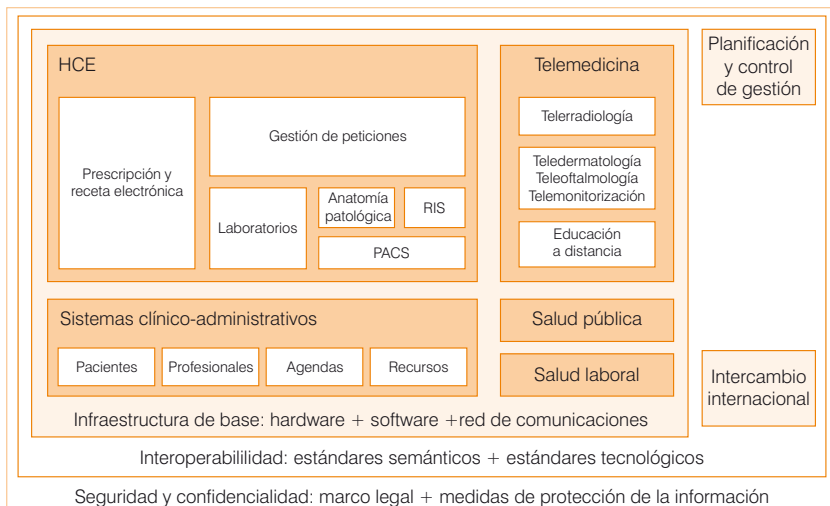 HCE
Prescripción y
receta electrónica
Gestión de peticiones
Laboratorios
Anatomía
patológica
RIS
PACS
Telemedicina
Telerradiología
Teledermatología
Teleoftalmología
Telemonitorización
Educación
a distancia
Planificación
y control
de gestión
Sistemas clínico-administrativos
Pacientes
Profesionales
Agendas
Recursos
Salud pública
Salud laboral
Intercambio
internacional
Infraestructura de base: hardware + software +red de comunicaciones
Interoperabililidad: estándares semánticos + estándares tecnológicos
Seguridad y confidencialidad: marco legal + medidas de protección de la información